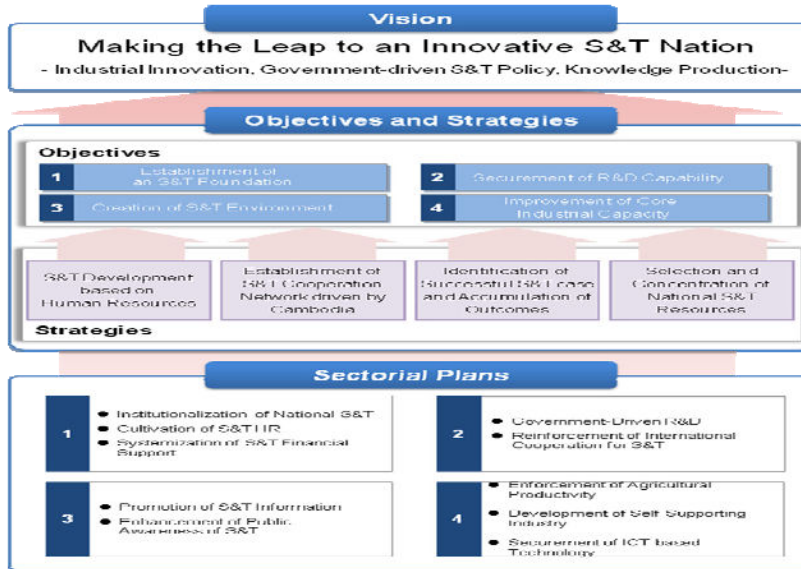 Vision
Making the Leap to an Innovative S&T Nation
- Industrial Innovation, Government-driven S&T Policy, Knowledge Production-
Objectives and Strategies
Objectives
1
Establishment of
an S&T Foundation
2
Securement of R&D Capability
3
Creation of S&T Environment
4
Improvement of Core
Industrial Capacity
S&T Development
based on
Human Resources
Establishment of
S&T Cooperation
Network driven by
Cambodia
Identification of
Successful S&T case
and Accumulation of
Outcomes
Selection and
Concentration of
National S&T
Resources
Strategies
Sectorial Plans
1
● Institutionalization of National S&T
● Cultivation of S&T HR
● Systemization of S&T Financial
Support
2
● Government-Driven R&D
● Reinforcement of International
Cooperation for S&T
3
● Promotion of S&T Information
● Enhancement of Public
Awareness of S&T
4
● Enforcement of Agricultural
Productivity
● Development of Self-Supporting
Industry
● Securement of ICT based
Technology